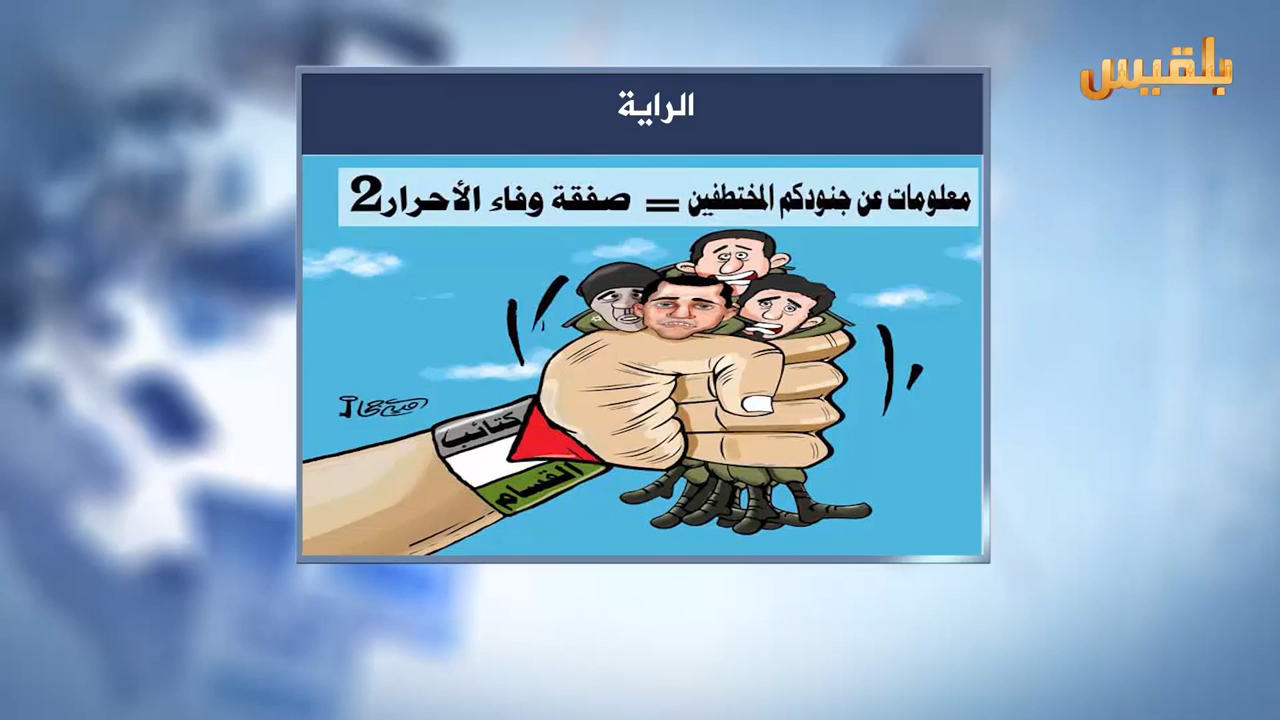 بلقيس
الراية
معلومات عن جنودكم المختطفين = صفقة وفاء الأحرار2
كتائب
القسام